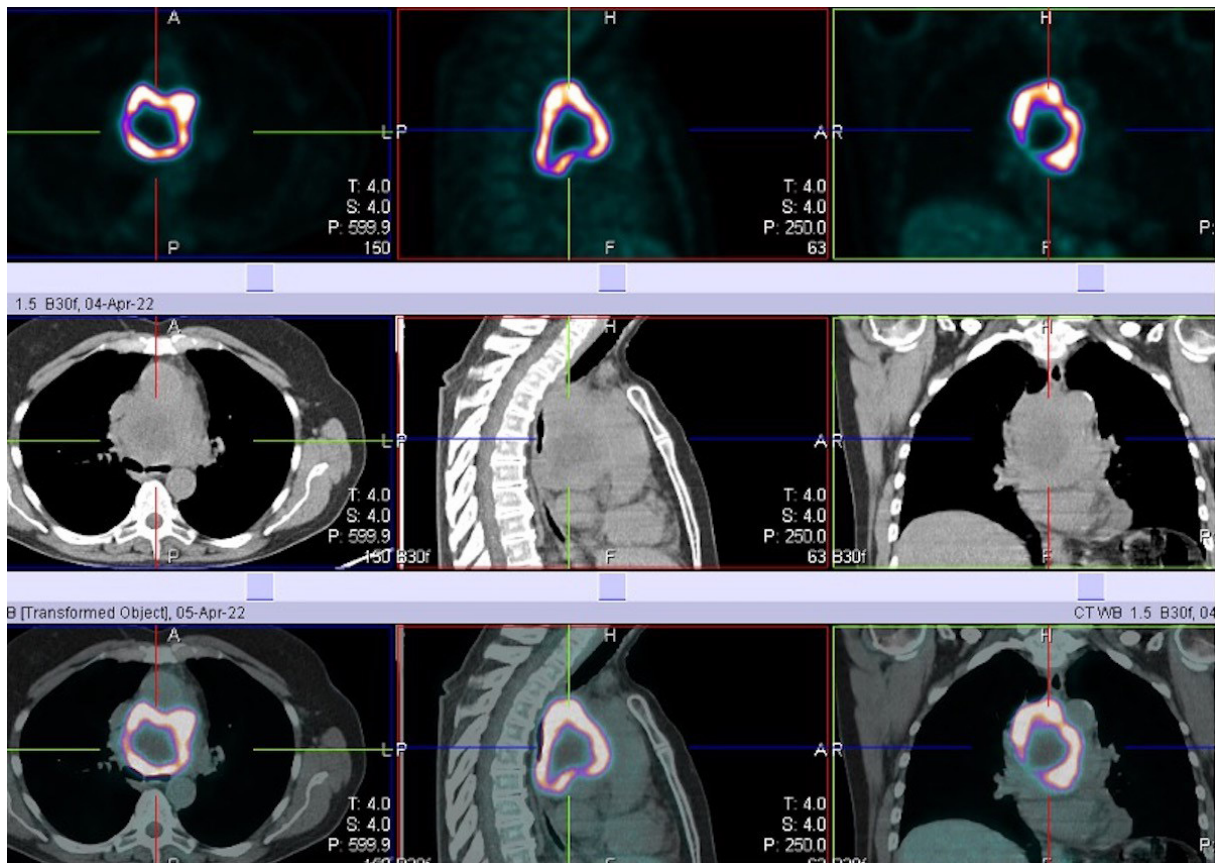 A
H
H
L
P
A
R
T: 4.0
S: 4.0
P: 599.9
150
T: 4.0
S: 4.0
P: 250.0
63
P:
P
F
F
1.5 B30f, 04-Apr-22
A
H
H
L
P
A
R
T: 4.0
S: 4.0
P: 599.9
150
T: 4.0
S: 4.0
P: 250.0
63
P
B30f
F
B30f
F
B [Transformed Object], 05-Apr-22
CT WB 1.5 B30f, 04
A
H
H
L
P
A
R
T: 4.0
S: 4.0
P: 599.9
T: 4.0
S: 4.0
P: 250.0